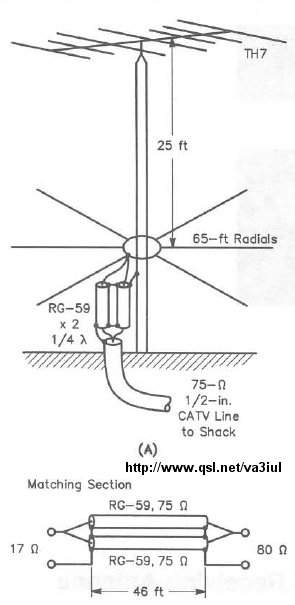 TH7
25 ft
65-ft Radials
RG-59
x 2
1/4 λ
75-Ω
1/2-in.
CATV Line
to Shack
(A)
http://www.qsl.net/va3iul
Matching Section
RG-59, 75 Ω
17 Ω
80 Ω
RG-59, 75 Ω
46 ft